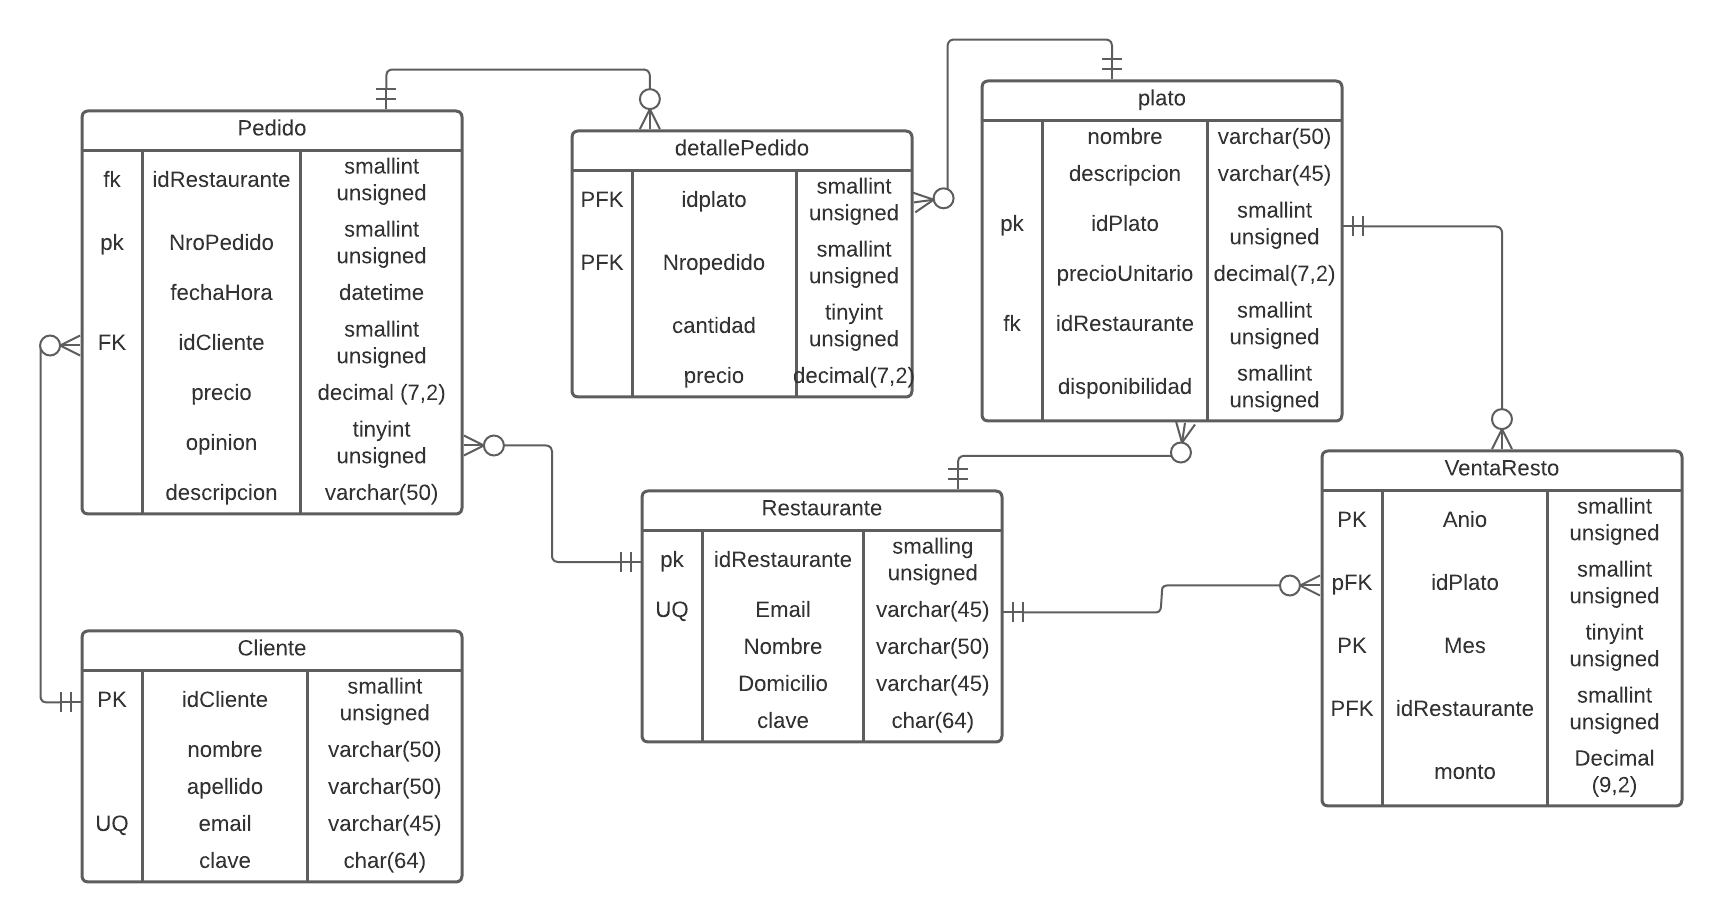 Pedido
fk idRestaurante smallint
unsigned
pk NroPedido smallint
unsigned
fechaHora datetime
FK idCliente smallint
unsigned
precio decimal (7,2)
opinion tinyint
unsigned
descripcion varchar(50)
detallePedido
PFK idplato smallint
unsigned
PFK Nropedido smallint
unsigned
cantidad tinyint
unsigned
precio decimal(7,2)
plato
nombre varchar(50)
descripcion varchar(45)
pk idPlato smallint
unsigned
precioUnitario decimal(7,2)
fk idRestaurante smallint
unsigned
disponibilidad smallint
unsigned
Restaurante
pk idRestaurante smalling
unsigned
UQ Email varchar(45)
Nombre varchar(50)
Domicilio varchar(45)
clave char(64)
VentaResto
PK Anio smallint
unsigned
pFK idPlato smallint
unsigned
PK Mes tinyint
unsigned
PFK idRestaurante smallint
unsigned
monto Decimal
(9,2)
Cliente
PK idCliente smallint
unsigned
nombre varchar(50)
apellido varchar(50)
UQ email varchar(45)
clave char(64)